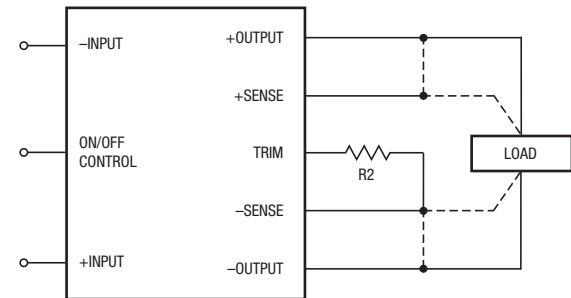 –INPUT
+OUTPUT
+SENSE
ON/OFF
CONTROL
TRIM
R2
LOAD
–SENSE
+INPUT
–OUTPUT